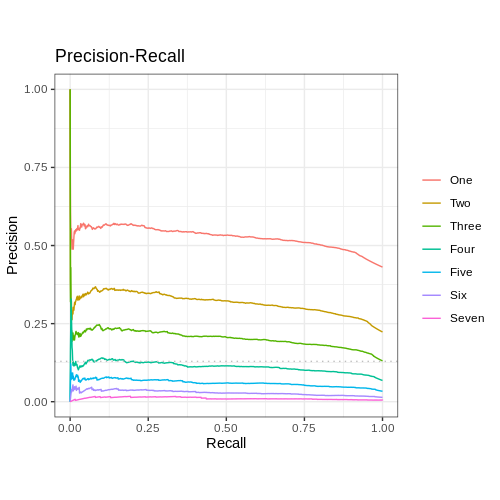 Precision-Recall
1.00
0.75
0.50
0.25
0.00
Precision
0.00 0.25 0.50 0.75 1.00
Recall
One
Two
Three
Four
Five
Six
Seven